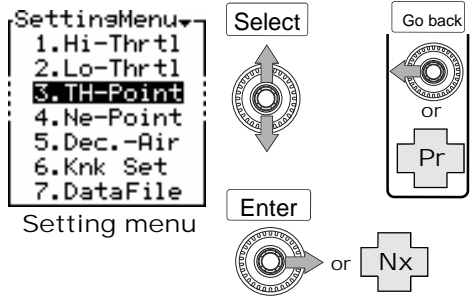 SettingMenu
1.Hi-Thrtl
2.Lo-Thrtl
3.TH-Point
4.Ne-Point
5.Dec.-Air
6.Knk Set
7.DataFile
Setting menu
Select
Go back
or
Pr
Enter
or
Nx